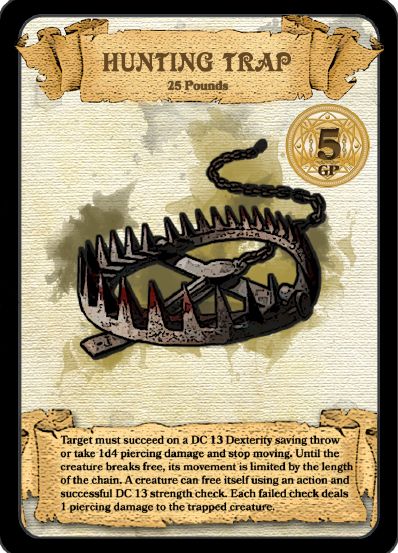 HUNTING TRAP
25 Pounds
5
GP
Target must succeed on a DC 13 Dexterity saving throw
or take 1d4 piercing damage and stop moving. Until the
creature breaks free, its movement is limited by the length
of the chain. A creature can free itself using an action and
successful DC 13 strength check. Each failed check deals
1 piercing damage to the trapped creature.